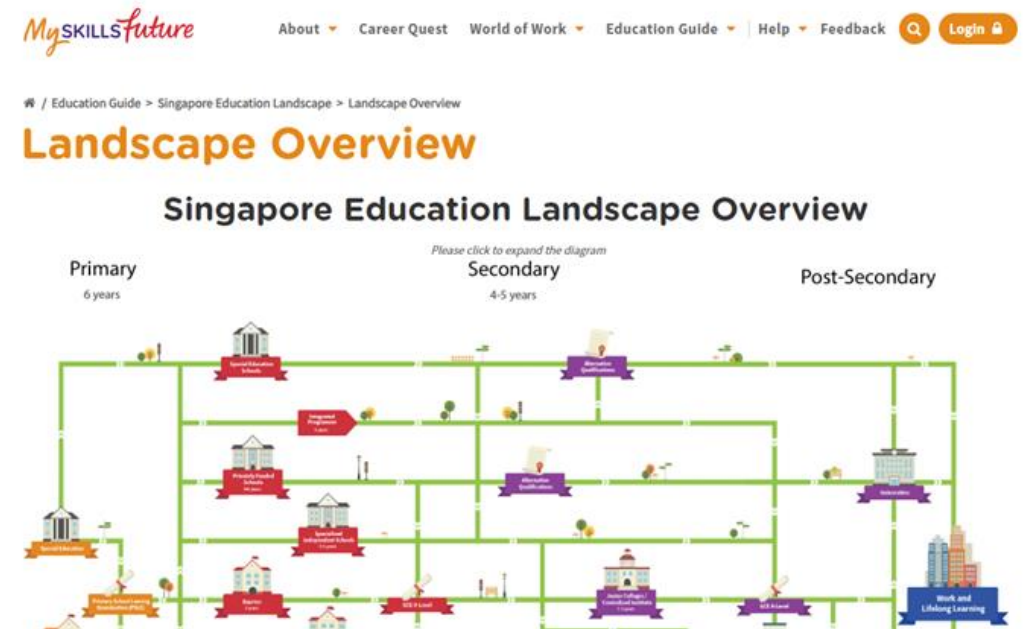 MySKILLSfuture
About Career Quest World of Work Education Guide Help Feedback Login
/ Education Guide > Singapore Education Landscape > Landscape Overview
Landscape Overview
Singapore Education Landscape Overview
Please click to expand the diagram
Primary Secondary Post-Secondary
6 years 4-5 years
Special Education
Schools
Alternative
Qualifications
Integrated
Programmes
Privately Funded
Schools
Alternative
Qualifications
Universities
Specialised
Independent Schools
Special Education
Primary School Leaving
Examination (PSLE)
Express
GCE O Level
Junior Colleges /
Centralised Institute
GCE A Level
Work and
Lifelong Learning